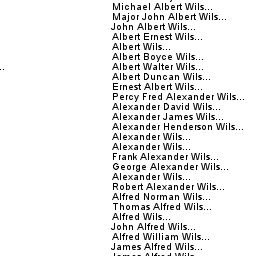 Michael Albert Wils...
Major John Albert Wils...
John Albert Wils...
Albert Ernest Wils...
Albert Wils...
Albert Boyce Wils...
..
Albert Walter Wils...
Albert Duncan Wils...
Ernest Albert Wils...
Percy Fred Alexander Wils...
Alexander David Wils...
Alexander James Wils...
Alexander Henderson Wils...
Alexander Wils...
Alexander Wils...
Frank Alexander Wils...
George Alexander Wils...
Alexander Wils...
Robert Alexander Wils...
Alfred Norman Wils...
Thomas Alfred Wils...
Alfred Wils...
John Alfred Wils...
Alfred William Wils...
James Alfred Wils...